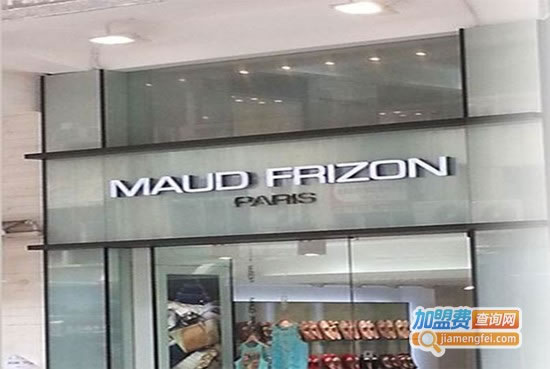 MAUD FRIZON
PARIS
加盟费查询网
jiamengfei.com